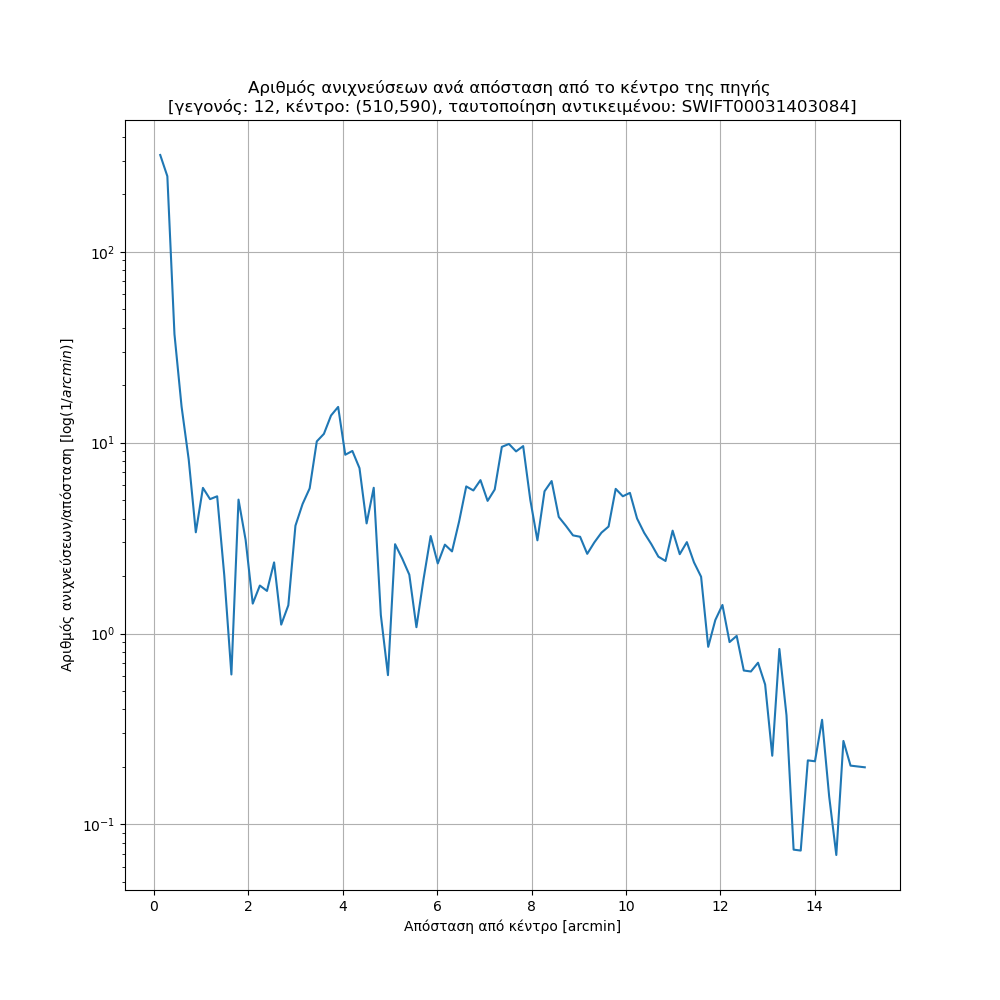 Αριθμός ανιχνεύσεων ανά απόσταση από το κέντρο της πηγής
[γεγονός: 12, κέντρο: (510,590), ταυτοποίηση αντικειμένου: SWIFT00031403084]
Αριθμός ανιχνεύσεων/απόσταση [log(1/arcmin)]
10²
10¹
10⁰
10⁻¹
0 2 4 6 8 10 12 14
Απόσταση από κέντρο [arcmin]